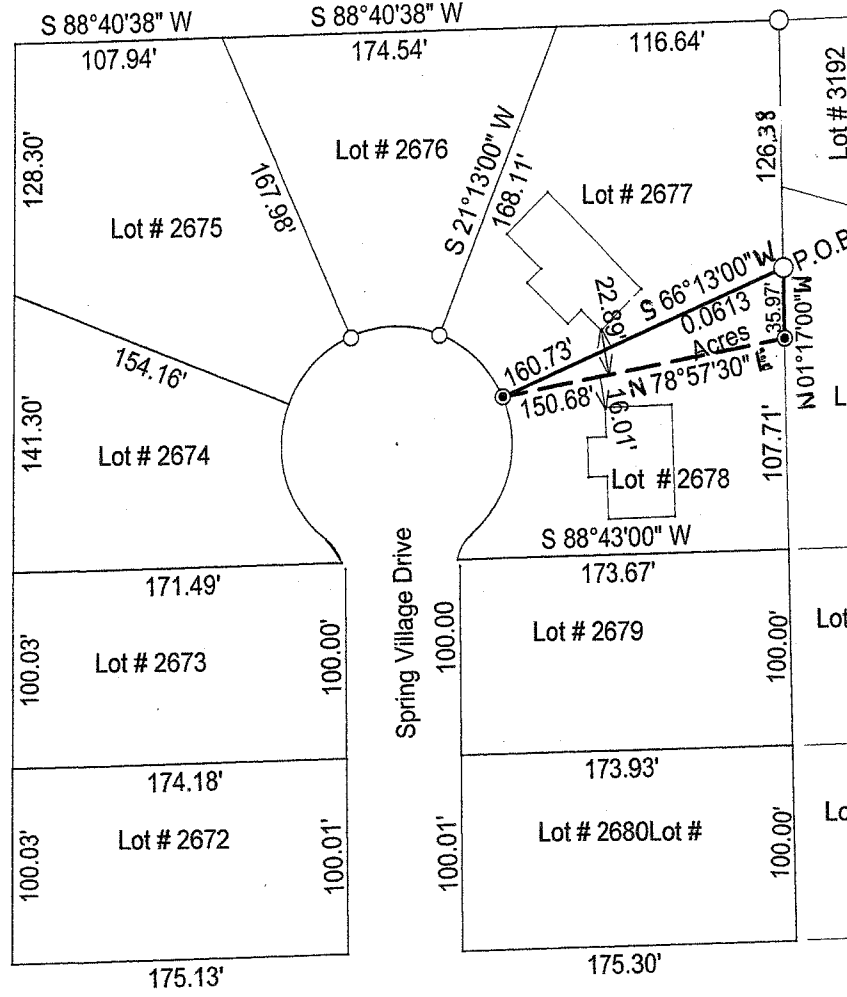 S 88°40'38" W
S 88°40'38" W
107.94'
174.54'
116.64'
Lot # 3192
126.38
128.30'
Lot # 2676
167.98'
S 21°13'00" W
168.11'
Lot # 2677
Lot # 2675
P.O.B
S 66°13'00" W
22.89'
0.0613
Acres
35.97'
N 01°17'00" W
154.16'
160.73'
N 78°57'30" E
150.68'
16.01'
141.30'
107.71'
L
Lot # 2674
Lot # 2678
S 88°43'00" W
171.49'
173.67'
Spring Village Drive
100.03'
Lot # 2673
100.00'
100.00
Lot # 2679
100.00'
Lot
174.18'
173.93'
100.03'
Lot # 2672
100.01'
100.01'
Lot # 2680Lot #
100.00'
Lo
175.13'
175.30'